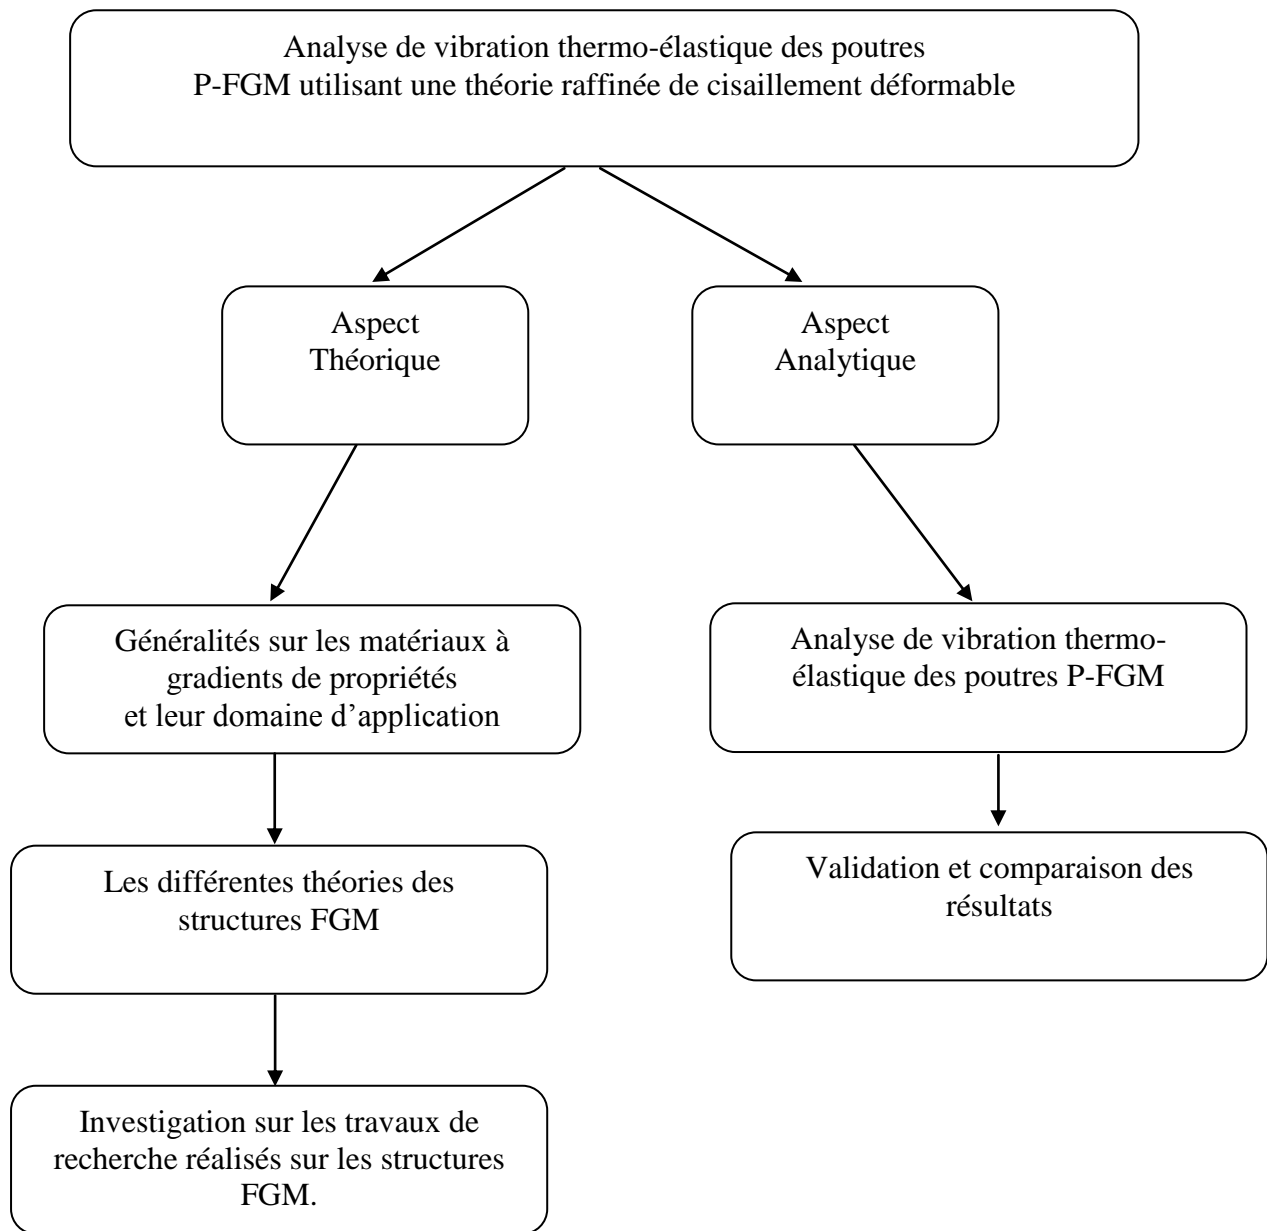 Analyse de vibration thermo-élastique des poutres
P-FGM utilisant une théorie raffinée de cisaillement déformable
Aspect
Théorique
Aspect
Analytique
Généralités sur les matériaux à
gradients de propriétés
et leur domaine d’application
Analyse de vibration thermo-
élastique des poutres P-FGM
Les différentes théories des
structures FGM
Validation et comparaison des
résultats
Investigation sur les travaux de
recherche réalisés sur les structures
FGM.